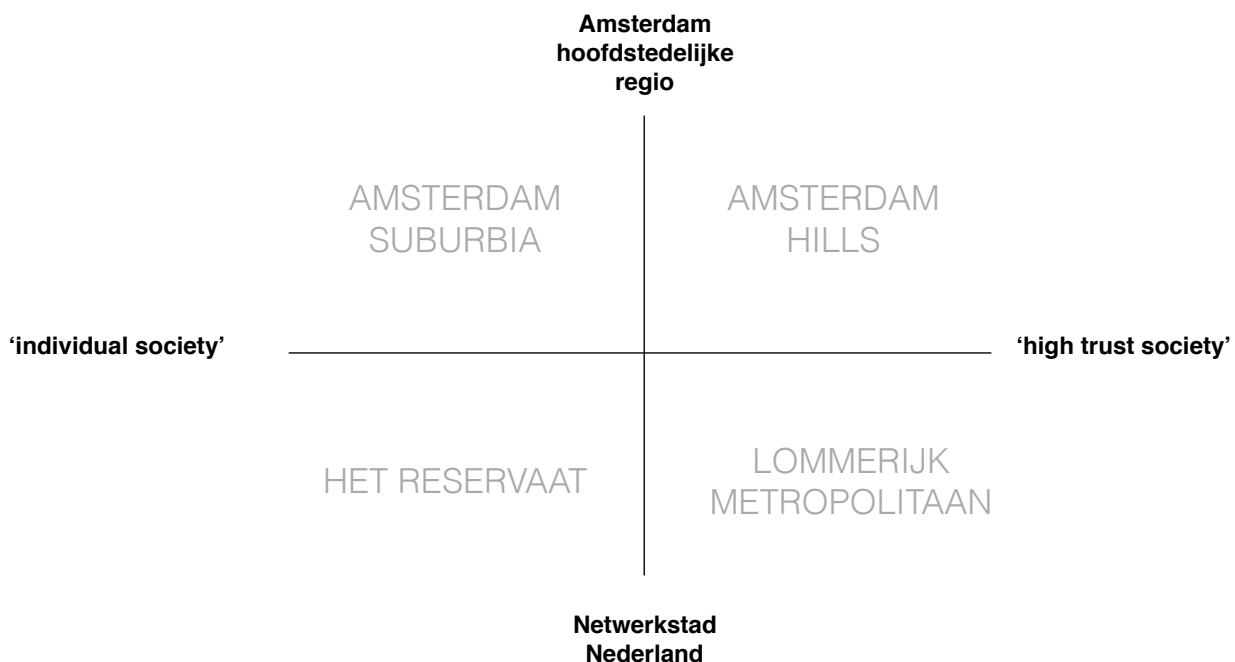 Amsterdam
hoofdstedelijke
regio
AMSTERDAM
SUBURBIA
AMSTERDAM
HILLS
‘individual society’
‘high trust society’
HET RESERVAAT
LOMMERIJK
METROPOLITAAN
Netwerkstad
Nederland